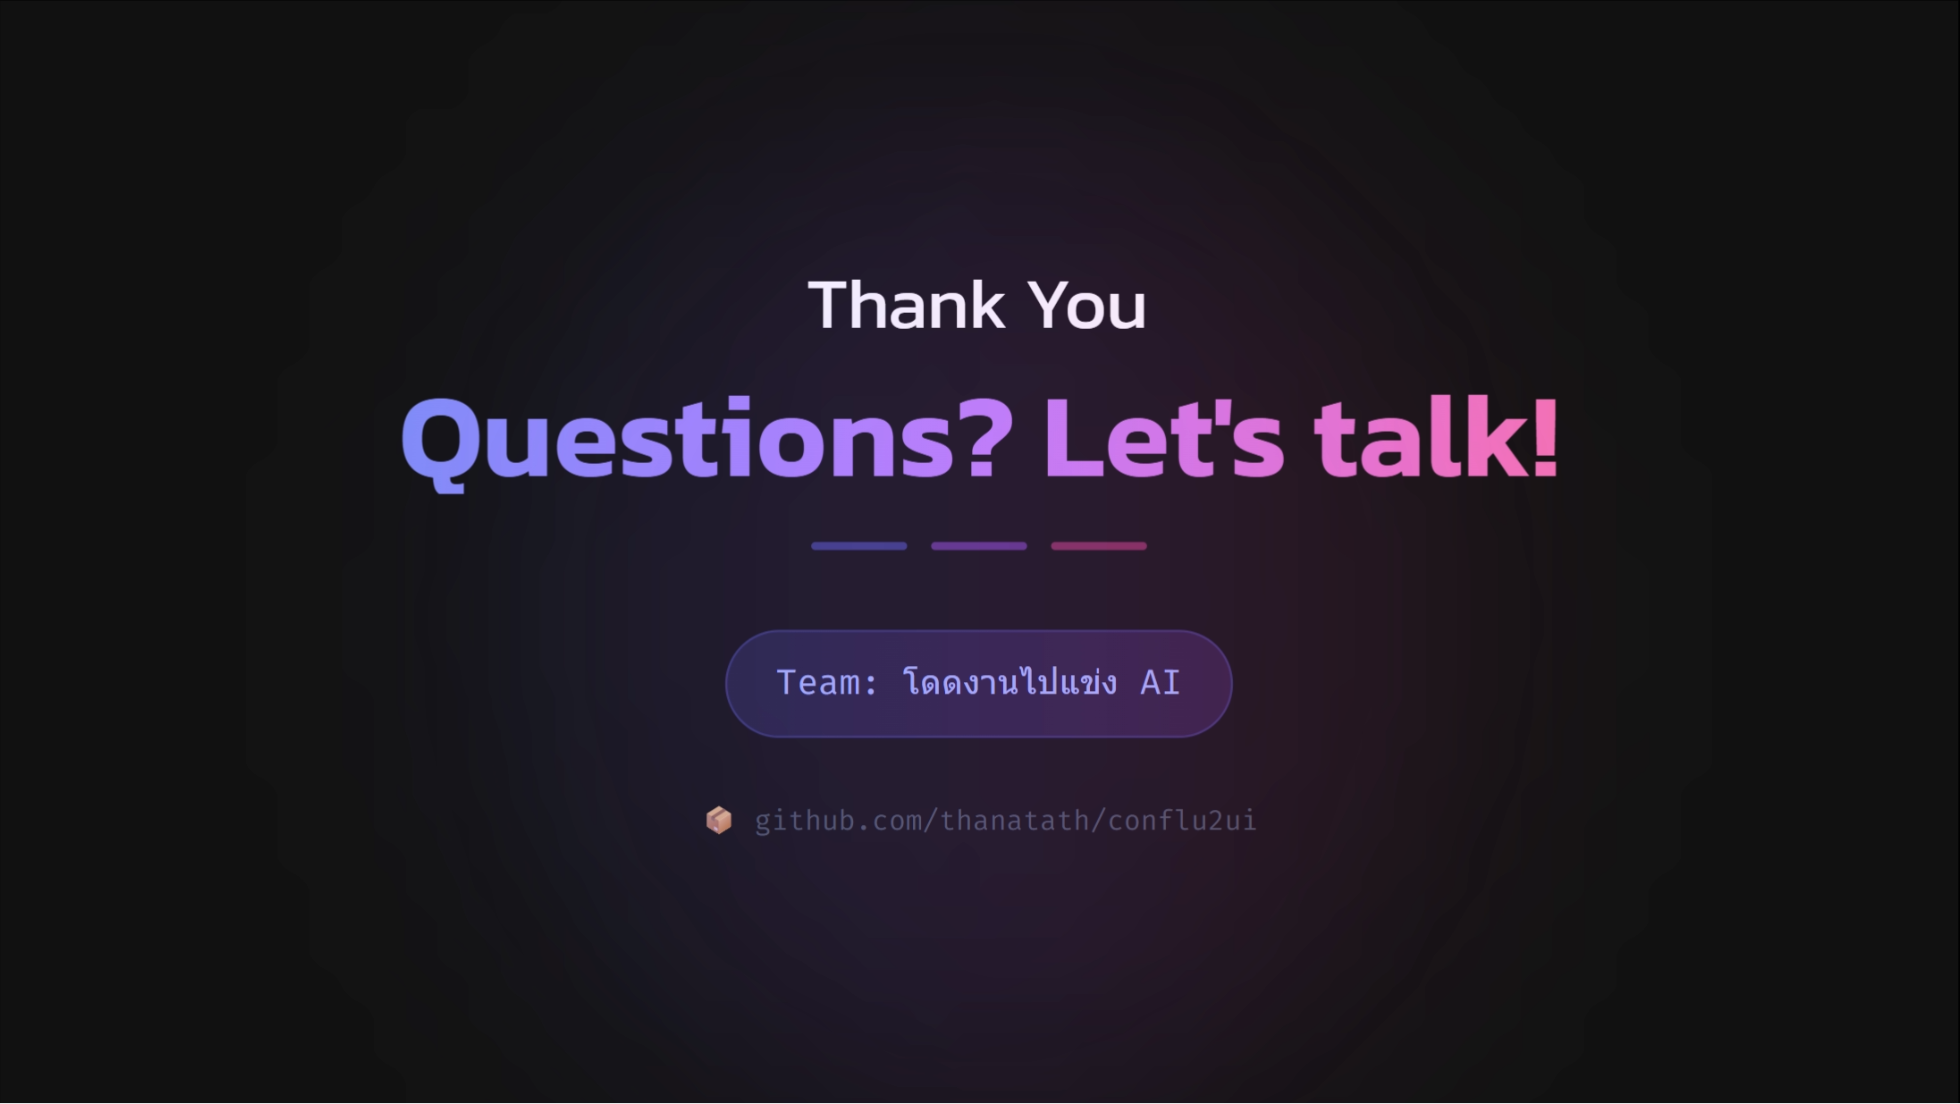 Thank You
Questions? Let's talk!
Team: โดดงานไปแข่ง AI
github.com/thanatath/conflu2ui